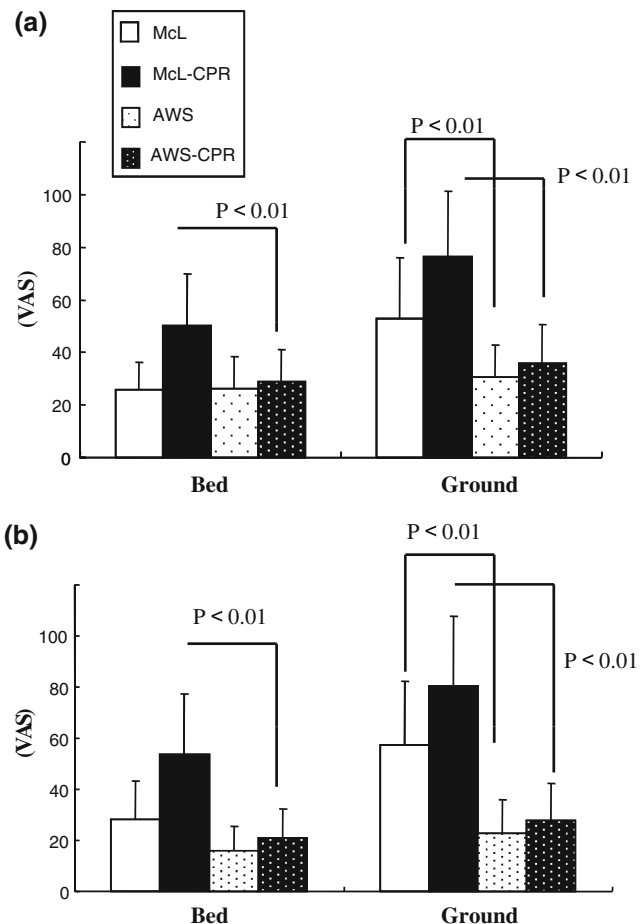 (a)
McL
McL-CPR
AWS
AWS-CPR
P < 0.01
P < 0.01
P < 0.01
(VAS)
100
80
60
40
20
0
Bed Ground
(b)
P < 0.01
P < 0.01
P < 0.01
(VAS)
100
80
60
40
20
0
Bed Ground